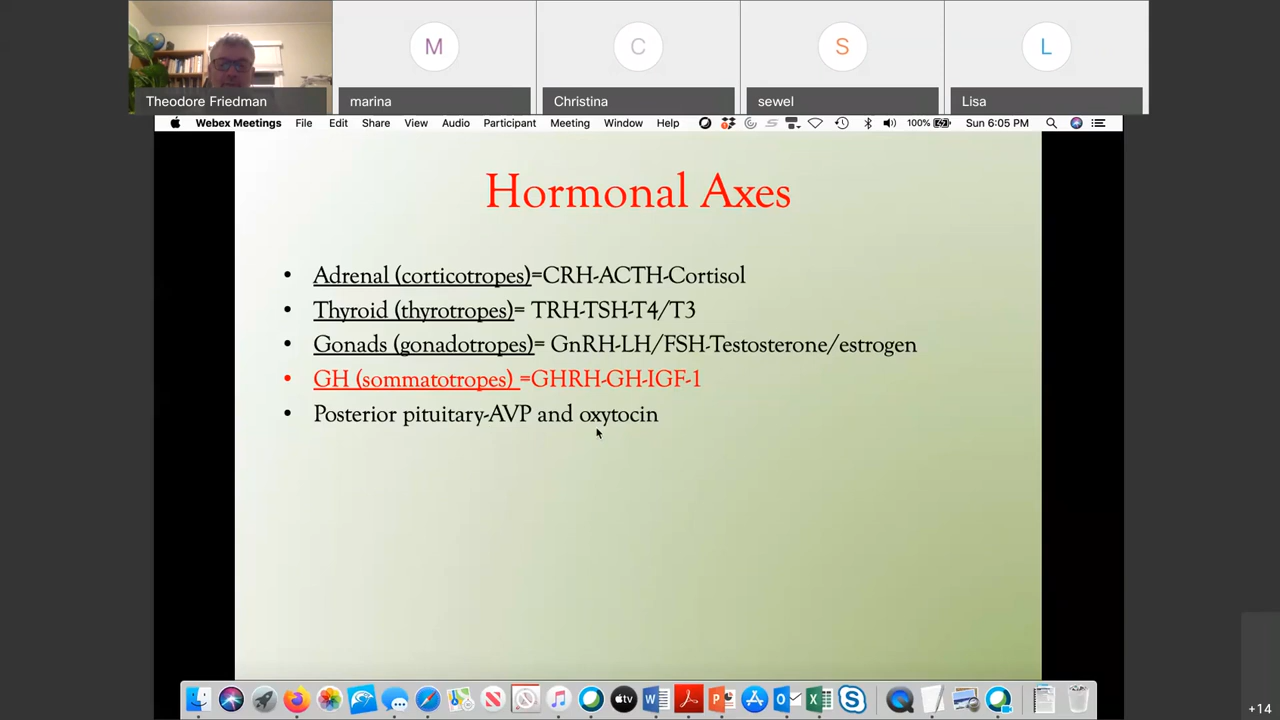 M
C
S
L
Theodore Friedman
marina
Christina
sewel
Lisa
Webex Meetings File Edit Share View Audio Participant Meeting Window Help 100% Sun 6:05 PM
Hormonal Axes
• Adrenal (corticotropes)=CRH-ACTH-Cortisol
• Thyroid (thyrotropes)= TRH-TSH-T4/T3
• Gonads (gonadotropes)= GnRH-LH/FSH-Testosterone/estrogen
• GH (sommatotropes) =GHRH-GH-IGF-1
• Posterior pituitary-AVP and oxytocin
tv
+14